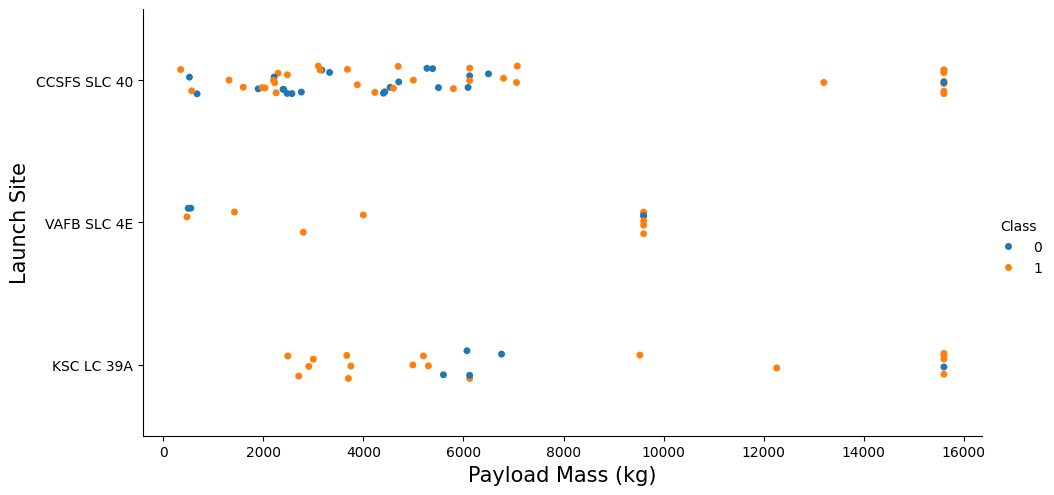 Launch Site
CCSFS SLC 40
VAFB SLC 4E
KSC LC 39A
0 2000 4000 6000 8000 10000 12000 14000 16000
Payload Mass (kg)
Class
0
1